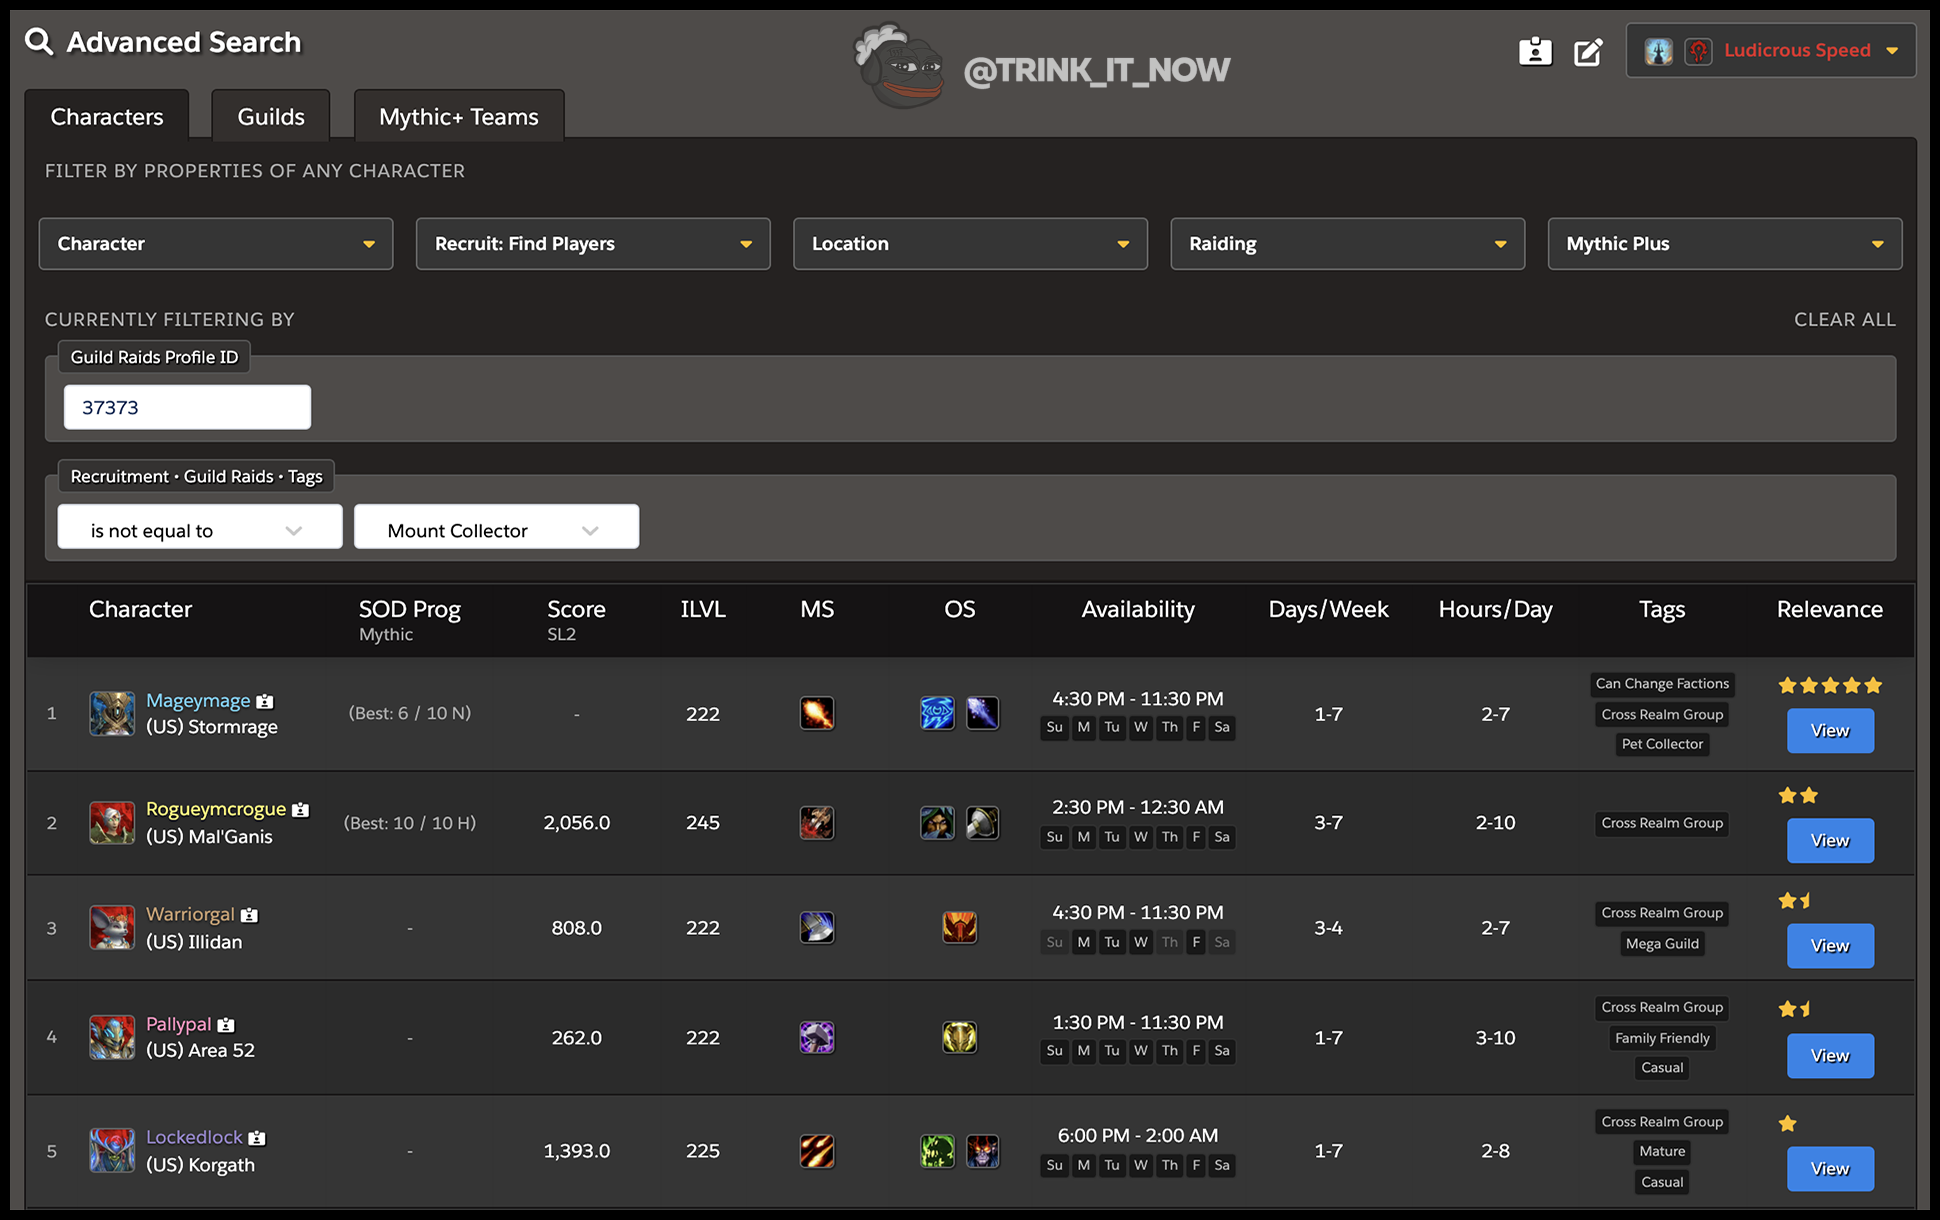 Advanced Search
@TRINK_IT_NOW
Ludicrous Speed
Characters
Guilds
Mythic+ Teams
FILTER BY PROPERTIES OF ANY CHARACTER
Character
Recruit: Find Players
Location
Raiding
Mythic Plus
CURRENTLY FILTERING BY
CLEAR ALL
Guild Raids Profile ID
37373
Recruitment • Guild Raids • Tags
is not equal to
Mount Collector
Character
SOD Prog
Mythic
Score
SL2
ILVL
MS
OS
Availability
Days/Week
Hours/Day
Tags
Relevance
1
Mageymage
(US) Stormrage
(Best: 6 / 10 N)
-
222
4:30 PM - 11:30 PM
Su M Tu W Th F Sa
1-7
2-7
Can Change Factions
Cross Realm Group
Pet Collector
View
2
Rogueymcrogue
(US) Mal'Ganis
(Best: 10 / 10 H)
2,056.0
245
2:30 PM - 12:30 AM
Su M Tu W Th F Sa
3-7
2-10
Cross Realm Group
View
3
Warriorgal
(US) Illidan
-
808.0
222
4:30 PM - 11:30 PM
Su M Tu W Th F Sa
3-4
2-7
Cross Realm Group
Mega Guild
View
4
Pallypal
(US) Area 52
-
262.0
222
1:30 PM - 11:30 PM
Su M Tu W Th F Sa
1-7
3-10
Cross Realm Group
Family Friendly
Casual
View
5
Lockedlock
(US) Korgath
-
1,393.0
225
6:00 PM - 2:00 AM
Su M Tu W Th F Sa
1-7
2-8
Cross Realm Group
Mature
Casual
View